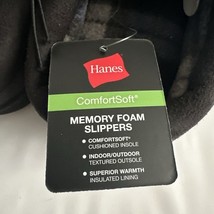 Hanes
ComfortSoft®
MEMORY FOAM
SLIPPERS
• COMFORTSOFT®
CUSHIONED INSOLE
• INDOOR/OUTDOOR
TEXTURED OUTSOLE
• SUPERIOR WARMTH
INSULATED LINING